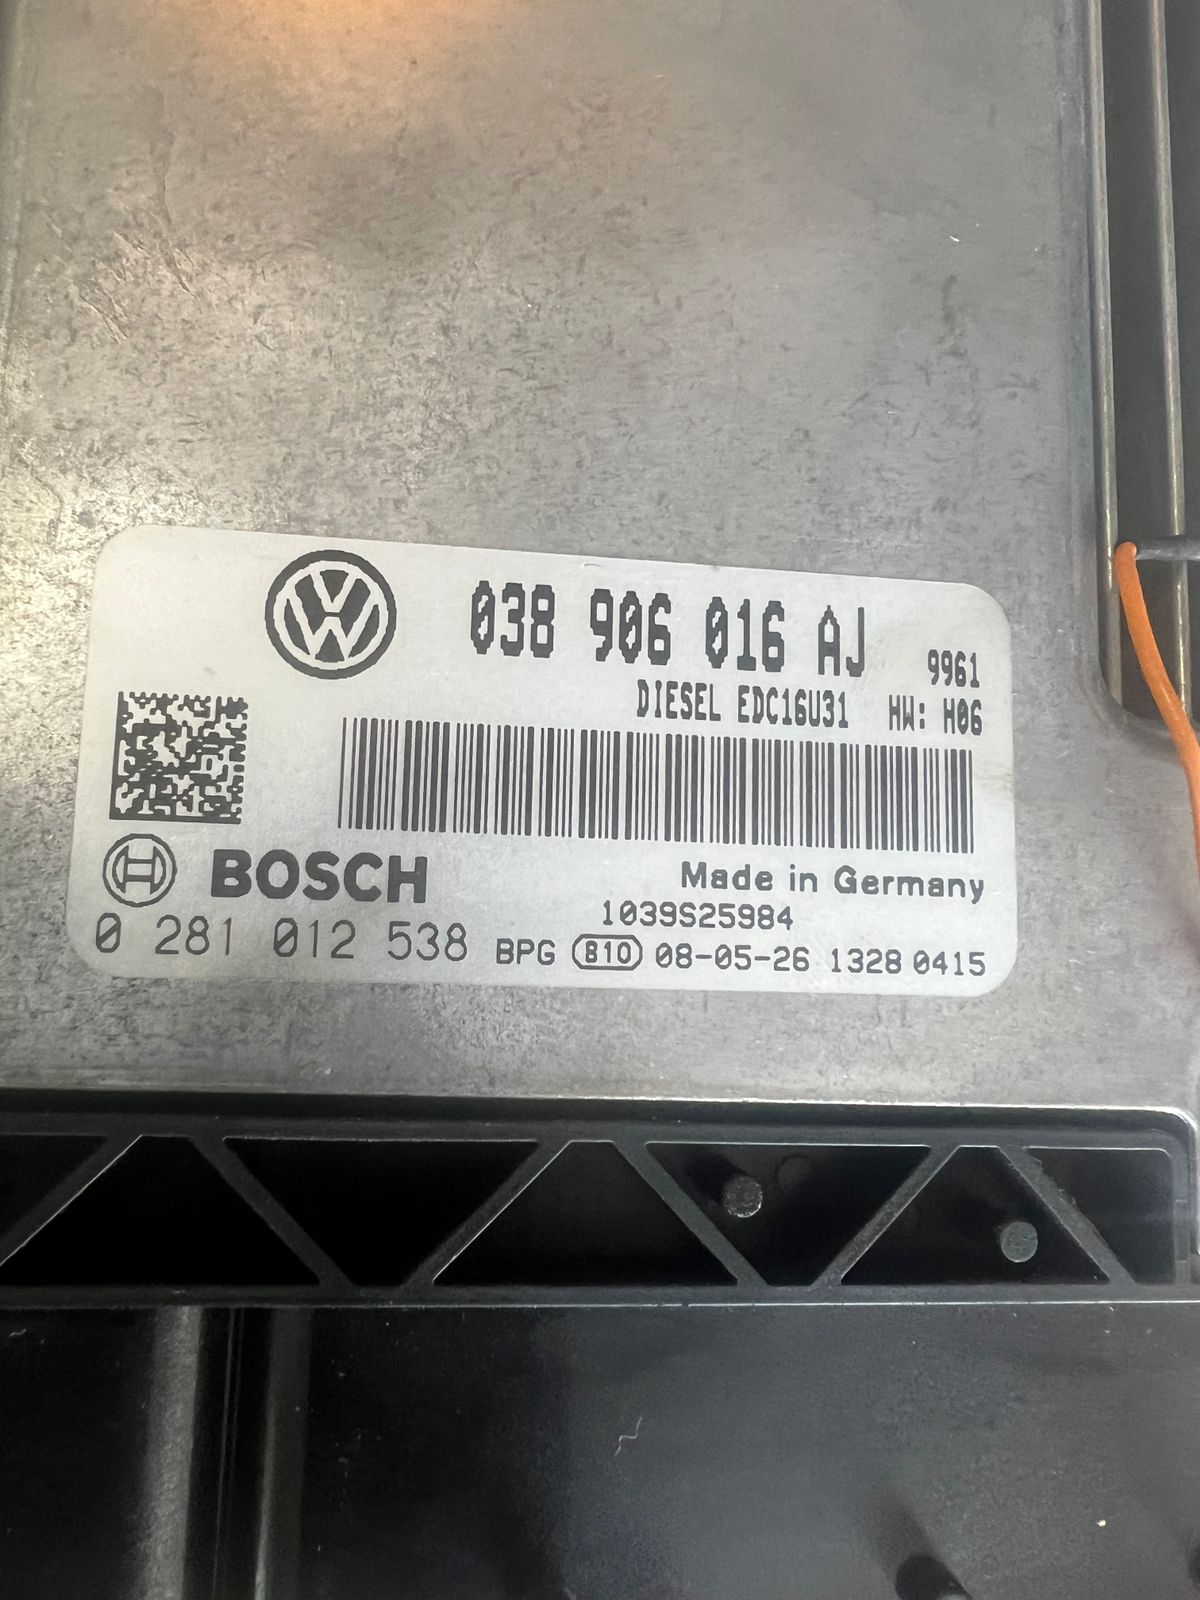 038 906 016 AJ 9961
DIESEL EDC16U31 HW: H06
BOSCH Made in Germany
1039S25984
0 281 012 538 BPG 810 08-05-26 1328 0415